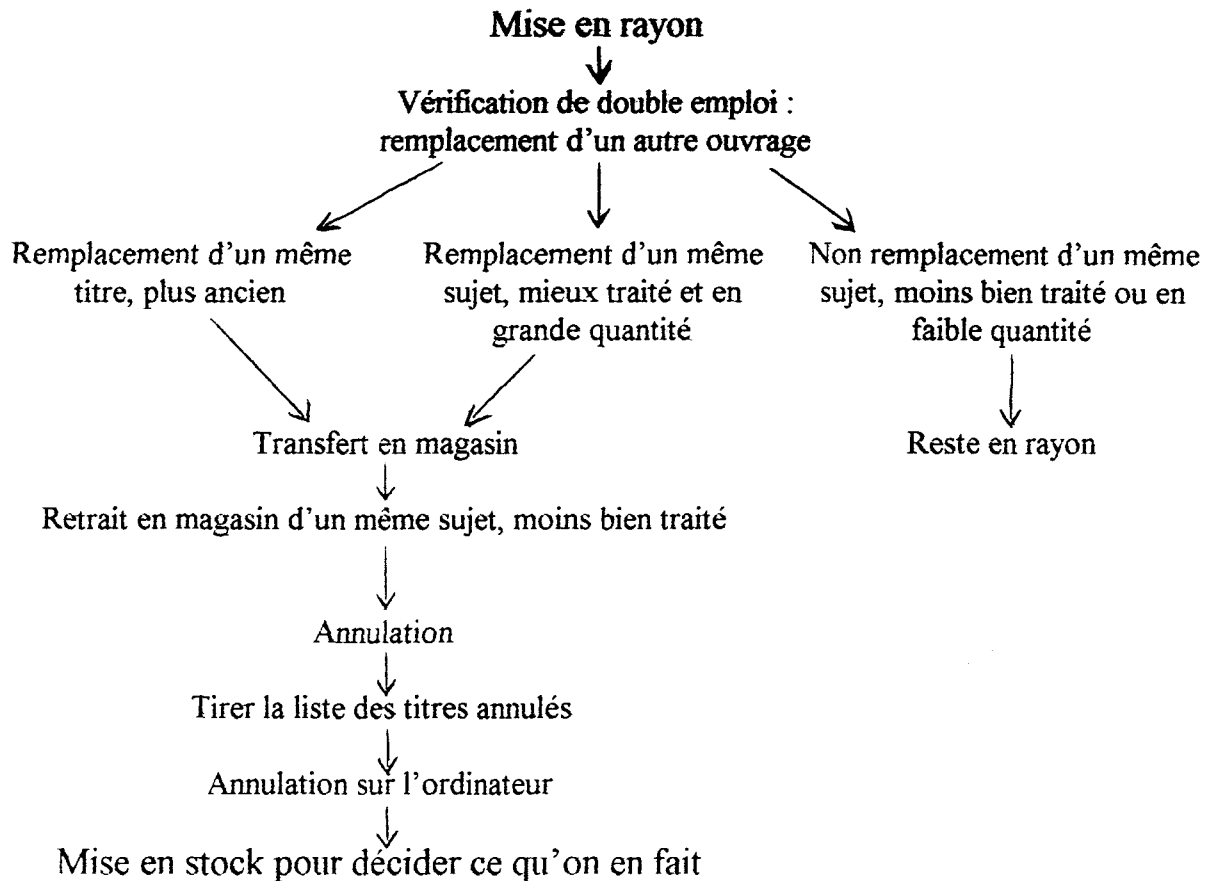 Mise en rayon
Vérification de double emploi :
remplacement d'un autre ouvrage
Remplacement d'un même
titre, plus ancien
Remplacement d'un même
sujet, mieux traité et en
grande quantité
Non remplacement d'un même
sujet, moins bien traité ou en
faible quantité
Transfert en magasin
Reste en rayon
Retrait en magasin d'un même sujet, moins bien traité
Annulation
Tirer la liste des titres annulés
Annulation sur l'ordinateur
Mise en stock pour décider ce qu'on en fait